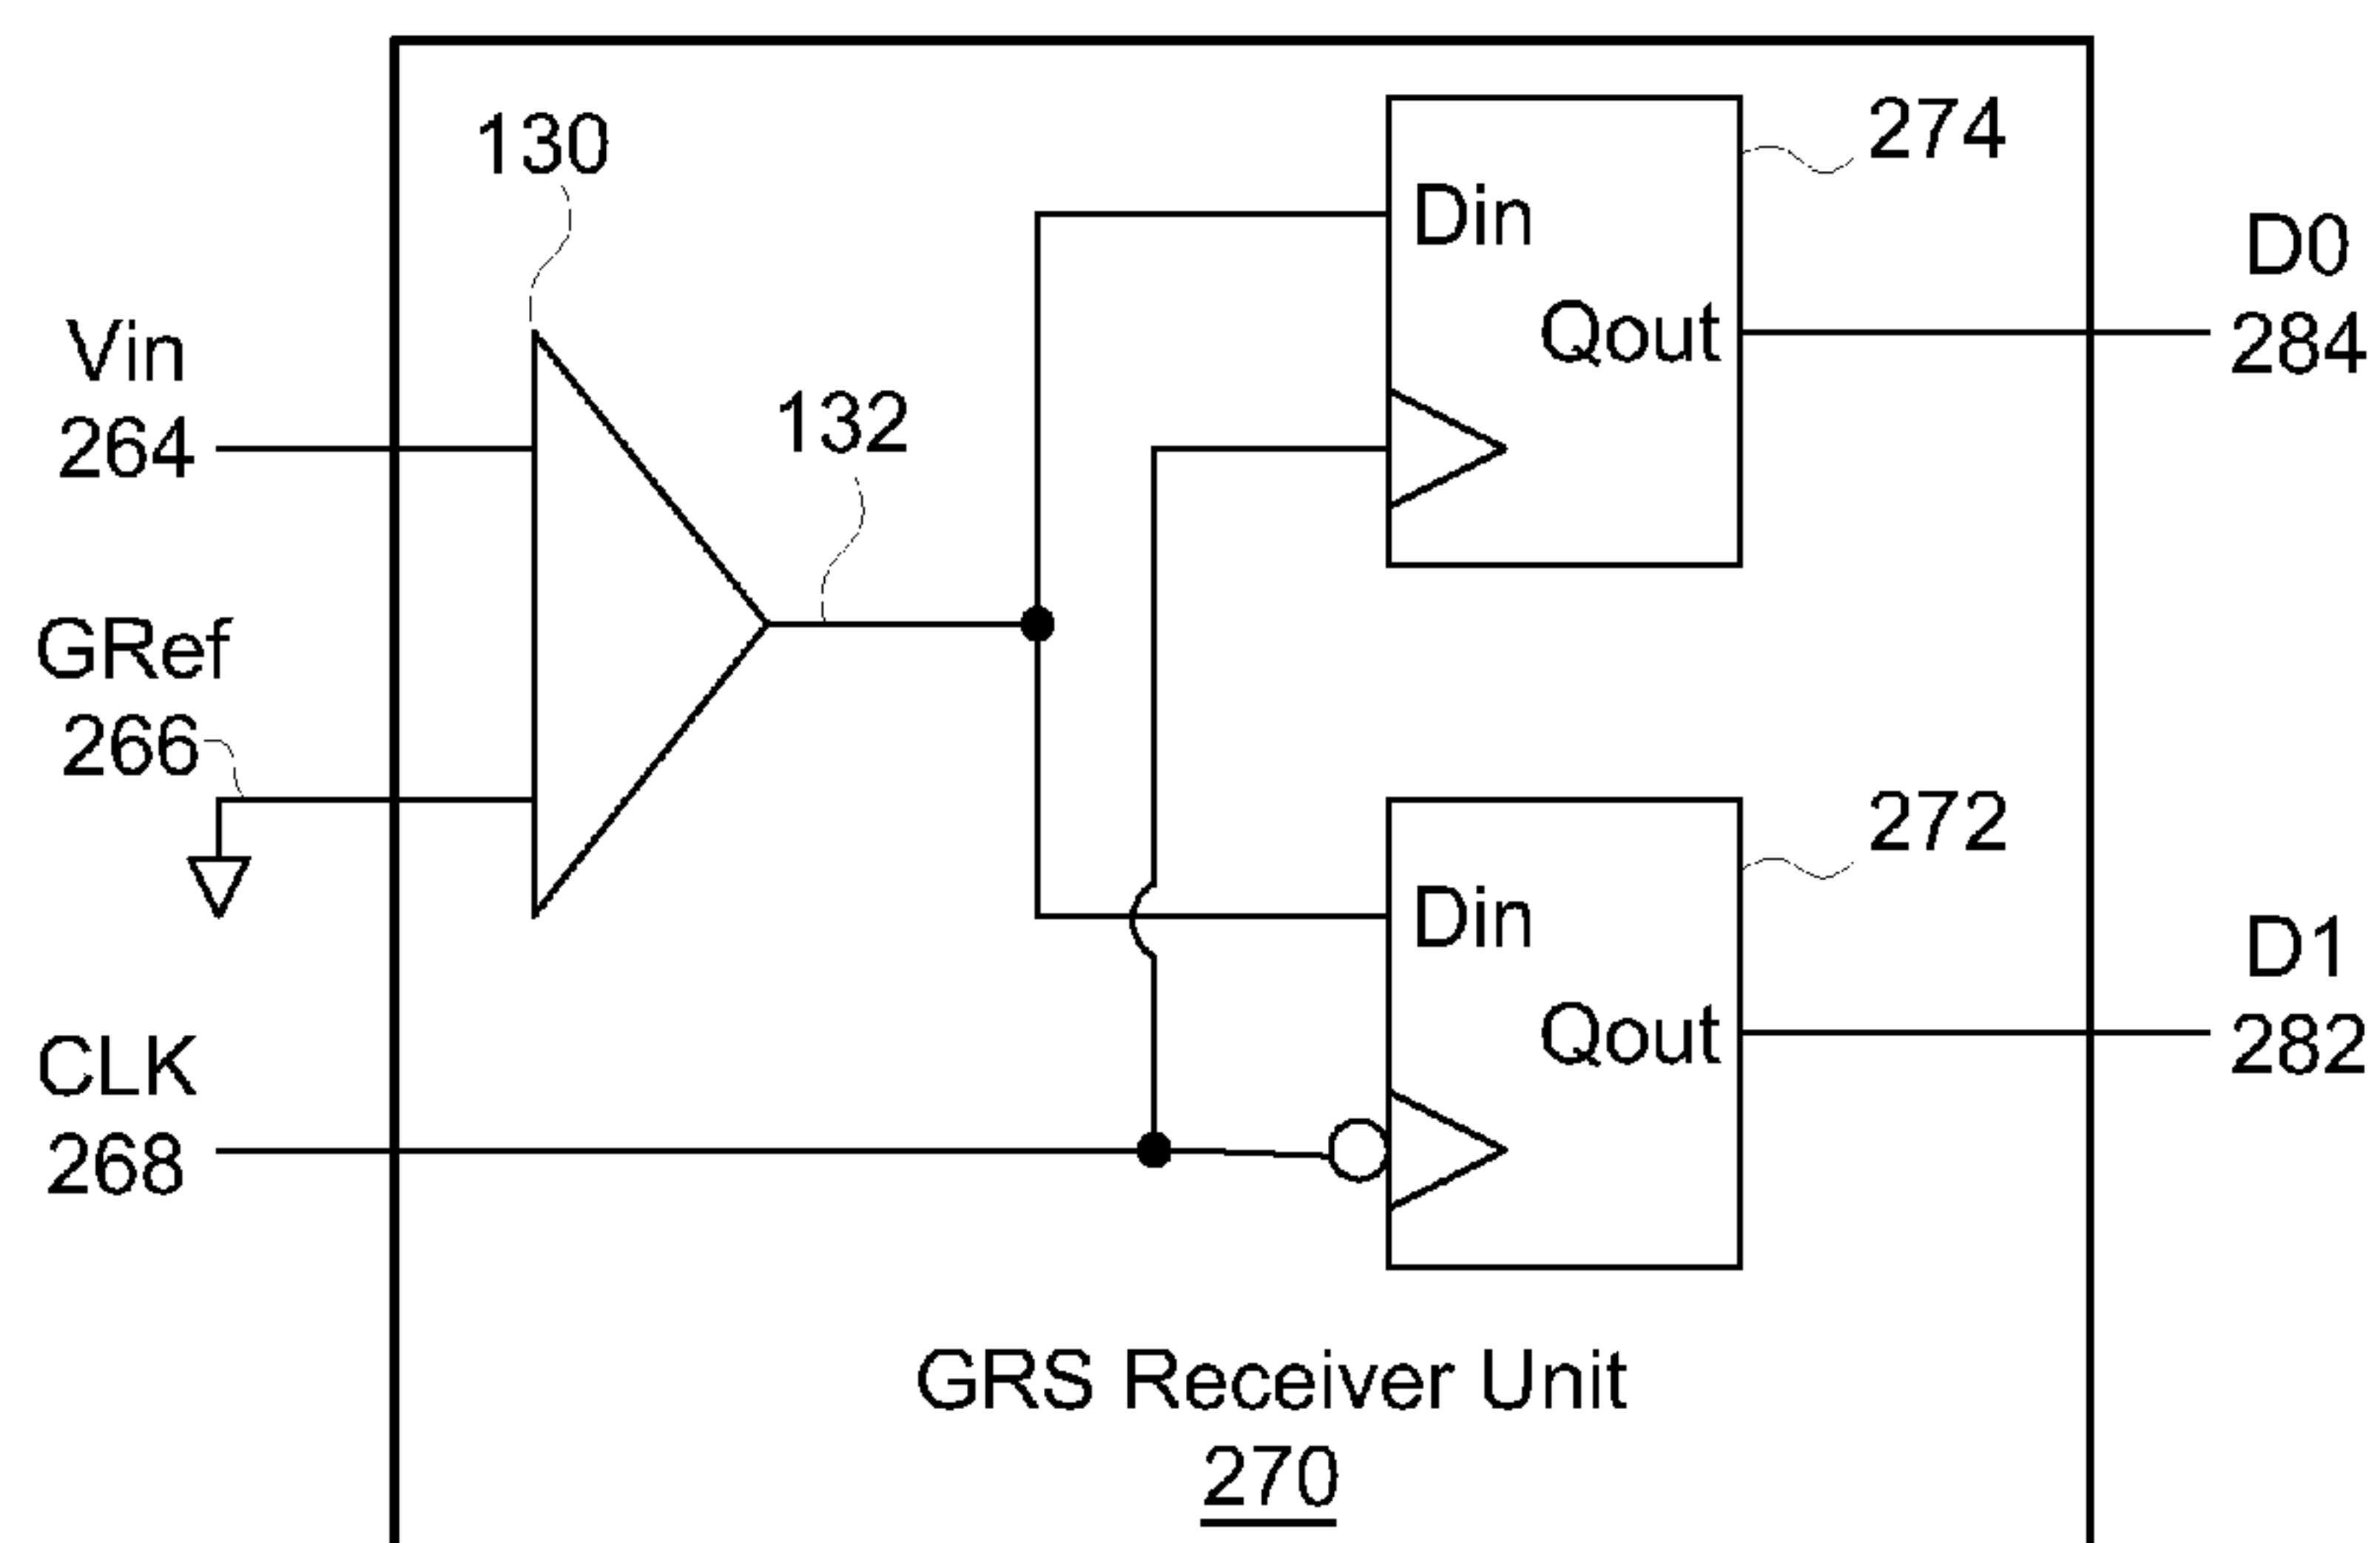 130
274
Din
D0
Qout
284
Vin
264
132
GRef
266
272
Din
D1
Qout
282
CLK
268
GRS Receiver Unit
270